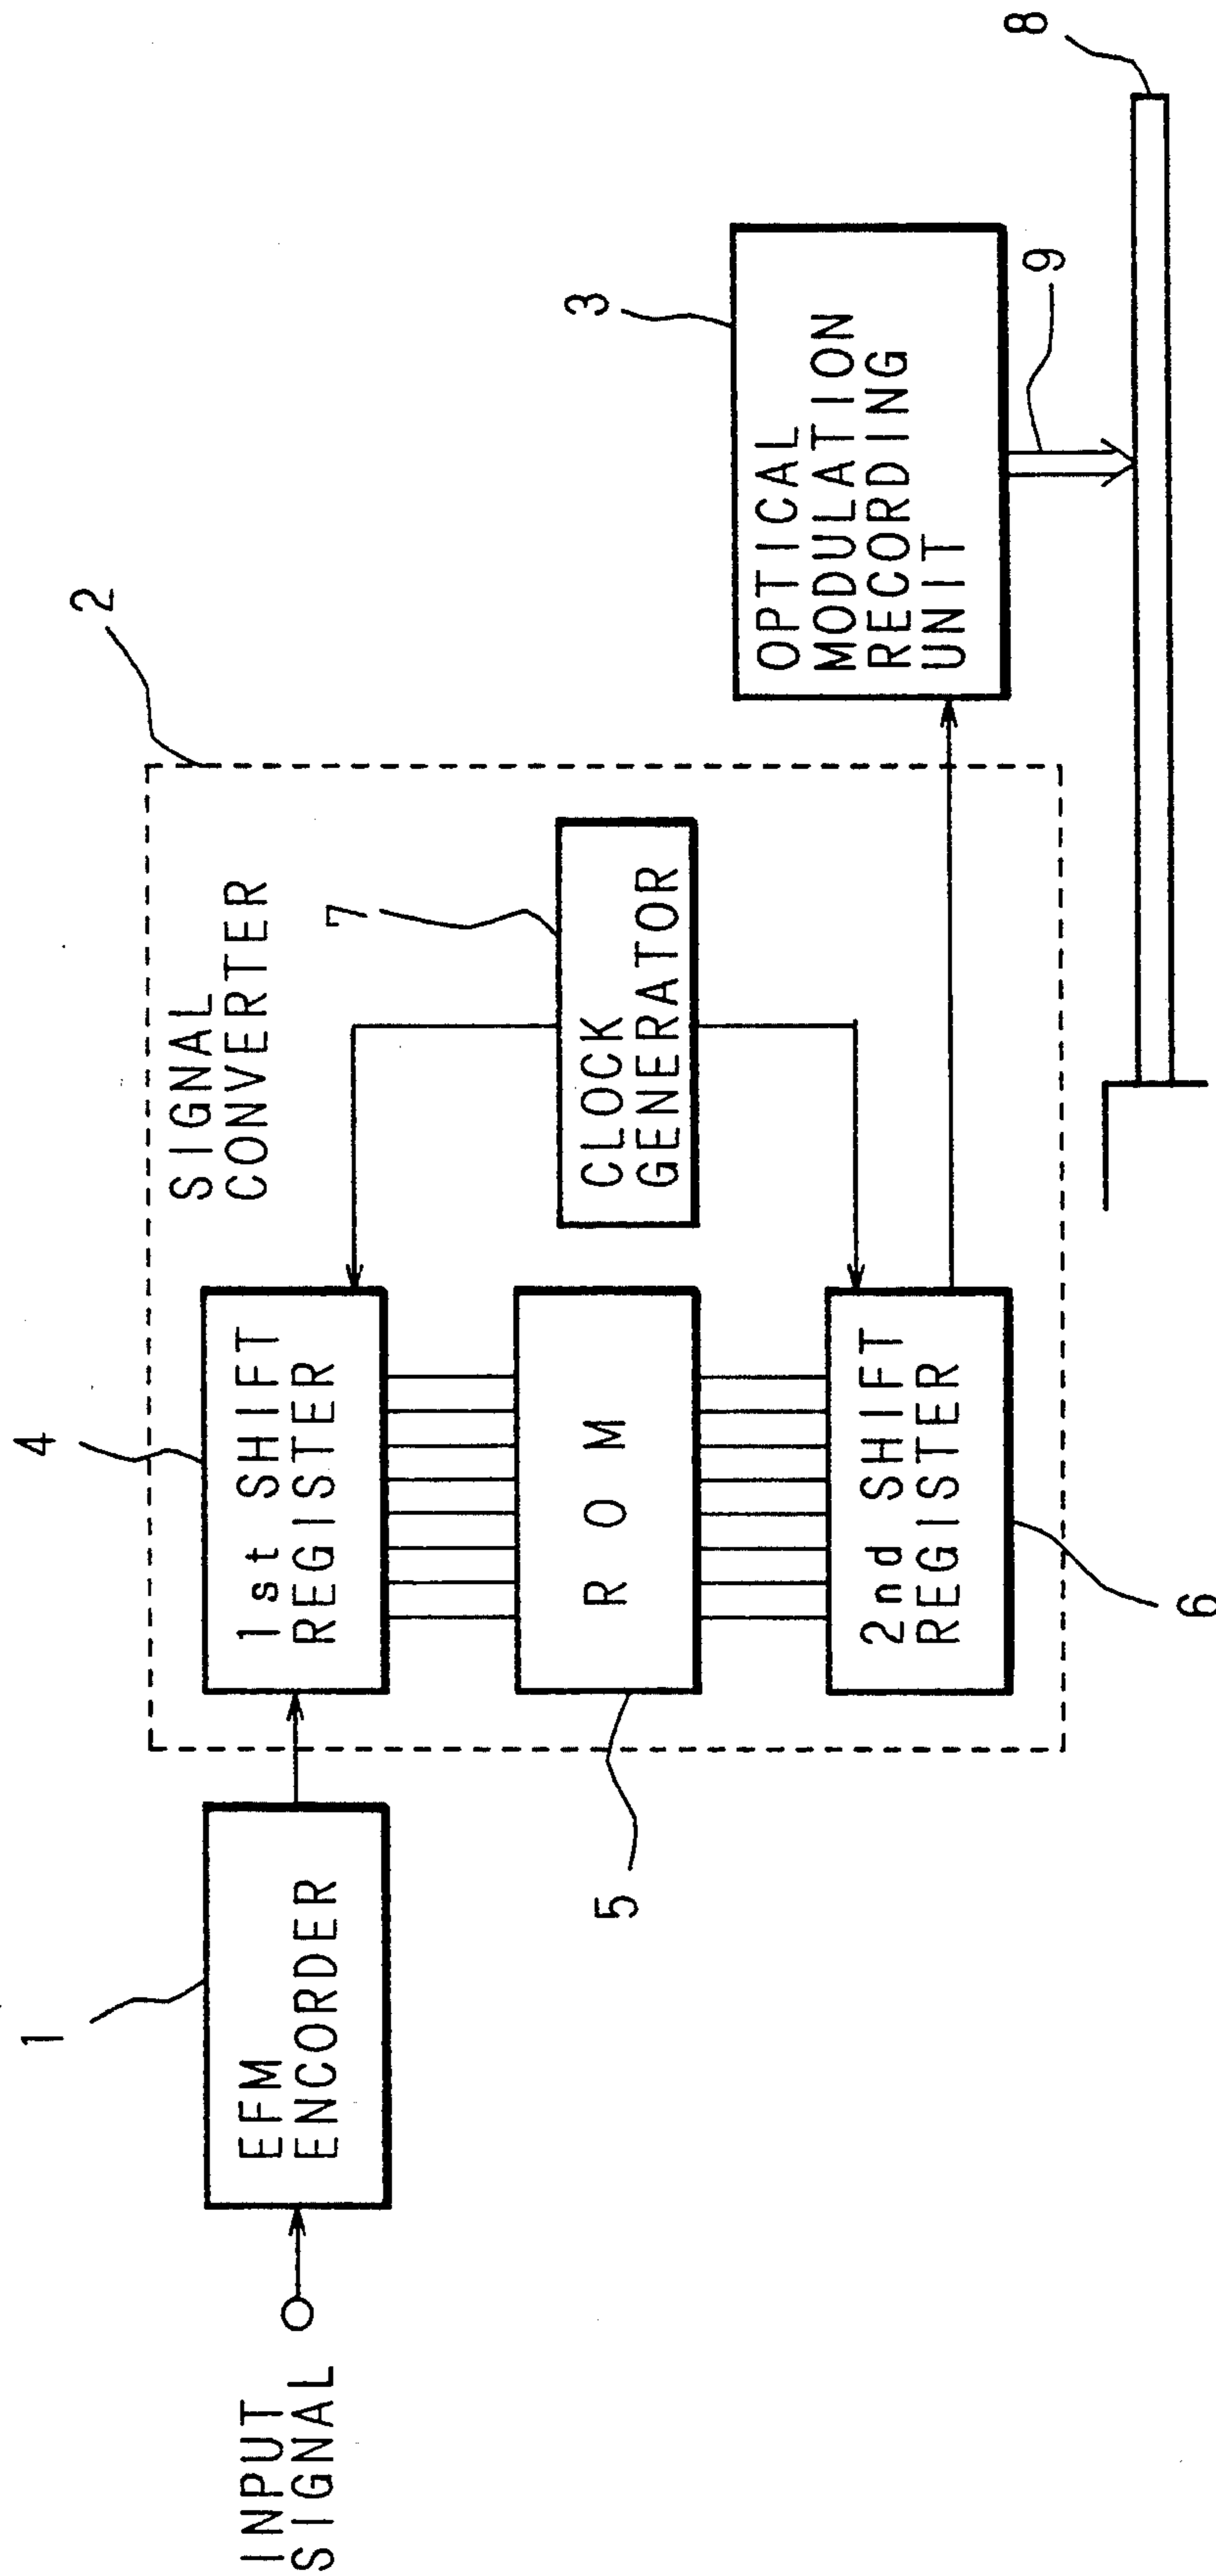 INPUT
SIGNAL
1
EFM
ENCORDER
2
SIGNAL
CONVERTER
4
1st SHIFT
REGISTER
5
ROM
6
2nd SHIFT
REGISTER
7
CLOCK
GENERATOR
3
OPTICAL
MODULATION
RECORDING
UNIT
9
8